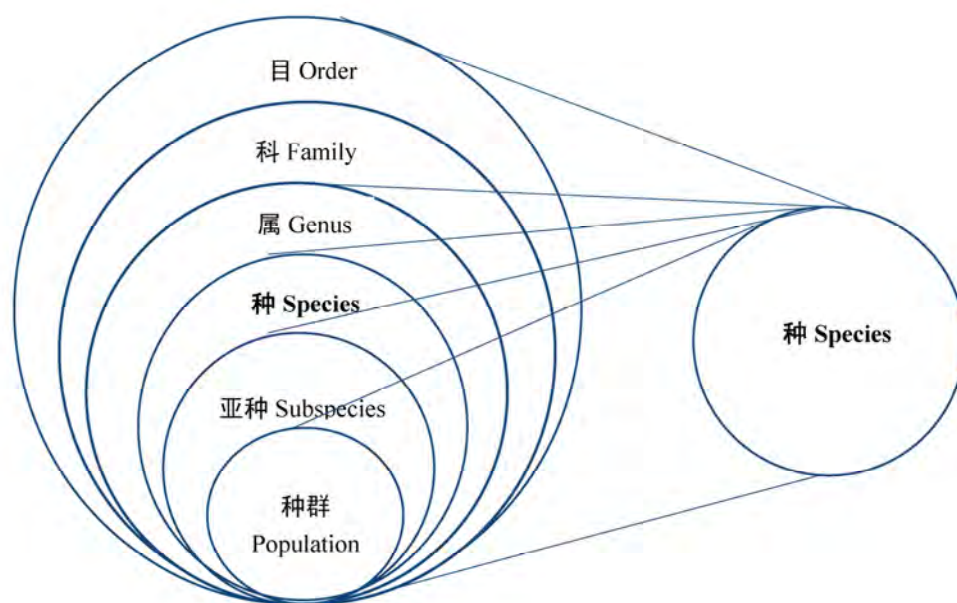 目 Order
科 Family
属 Genus
种 Species
亚种 Subspecies
种群
Population
种 Species